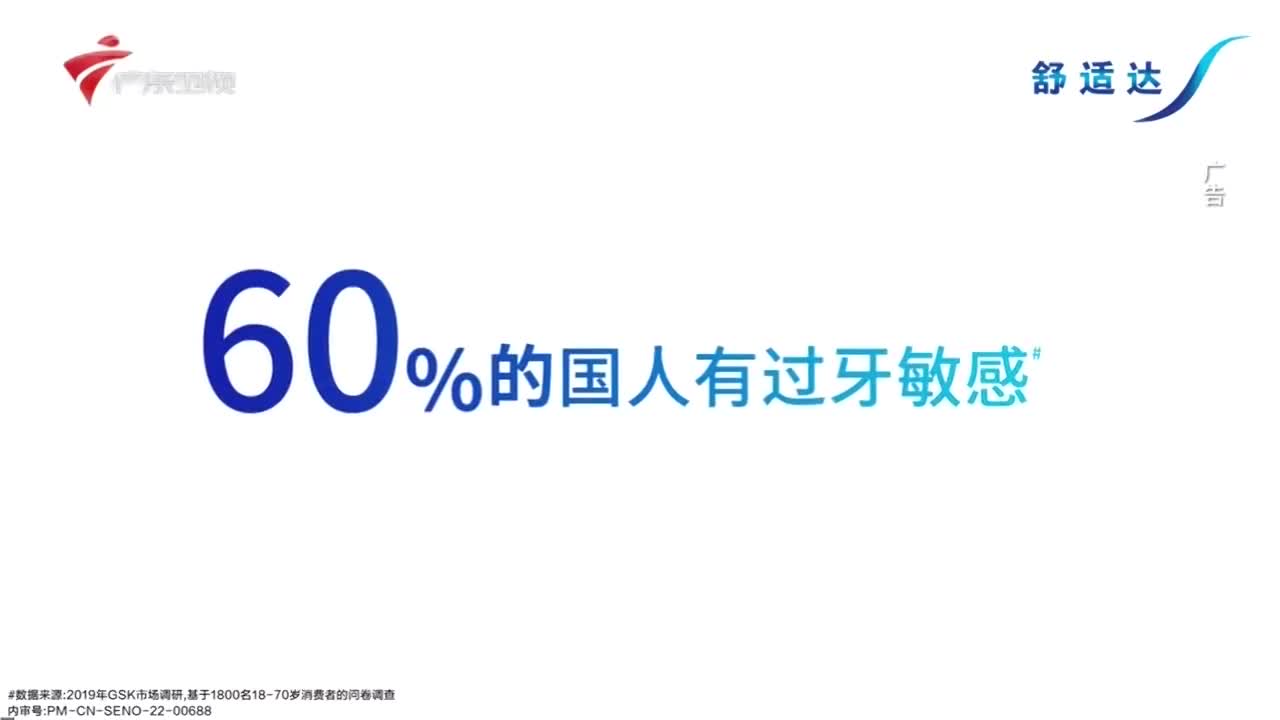 广东卫视
舒适达
广告
60%的国人有过牙敏感#
#数据来源:2019年GSK市场调研,基于1800名18-70岁消费者的问卷调查
内审号:PM-CN-SENO-22-00688